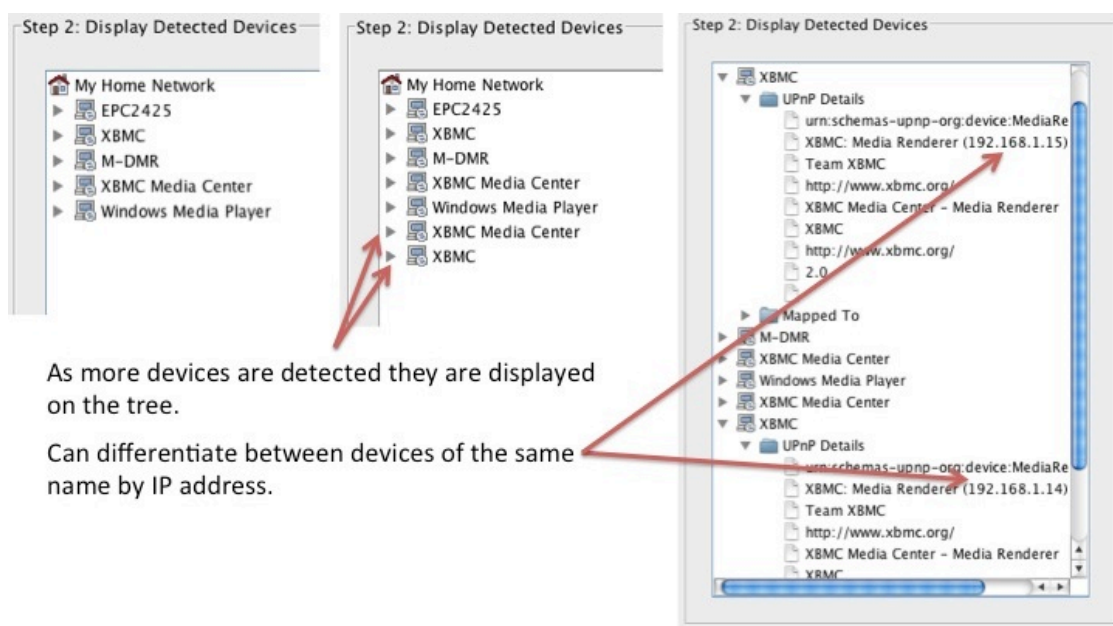 Step 2: Display Detected Devices
My Home Network
EPC2425
XBMC
M-DMR
XBMC Media Center
Windows Media Player
Step 2: Display Detected Devices
My Home Network
EPC2425
XBMC
M-DMR
XBMC Media Center
Windows Media Player
XBMC Media Center
XBMC
As more devices are detected they are displayed
on the tree.
Can differentiate between devices of the same
name by IP address.
Step 2: Display Detected Devices
XBMC
UPnP Details
urn:schemas-upnp-org:device:MediaRe
XBMC: Media Renderer (192.168.1.15)
Team XBMC
http://www.xbmc.org/
XBMC Media Center - Media Renderer
XBMC
http://www.xbmc.org/
2.0
Mapped To
M-DMR
XBMC Media Center
Windows Media Player
XBMC Media Center
XBMC
UPnP Details
urn:schemas-upnp-org:device:MediaRe
XBMC: Media Renderer (192.168.1.14)
Team XBMC
http://www.xbmc.org/
XBMC Media Center - Media Renderer
XBMC